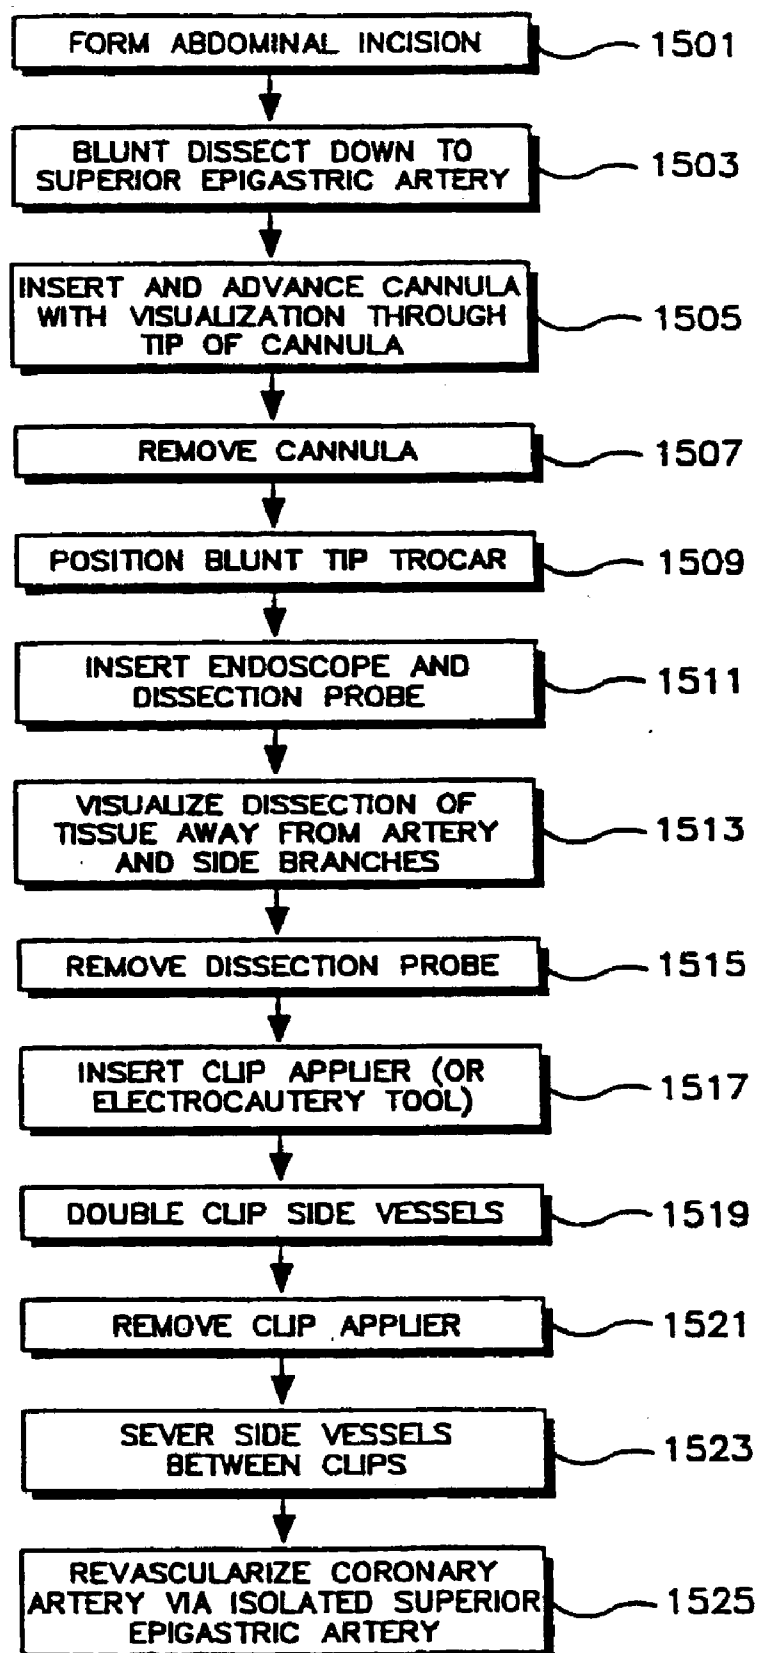 FORM ABDOMINAL INCISION
1501
BLUNT DISSECT DOWN TO
SUPERIOR EPIGASTRIC ARTERY
1503
INSERT AND ADVANCE CANNULA
WITH VISUALIZATION THROUGH
TIP OF CANNULA
1505
REMOVE CANNULA
1507
POSITION BLUNT TIP TROCAR
1509
INSERT ENDOSCOPE AND
DISSECTION PROBE
1511
VISUALIZE DISSECTION OF
TISSUE AWAY FROM ARTERY
AND SIDE BRANCHES
1513
REMOVE DISSECTION PROBE
1515
INSERT CLIP APPLIER (OR
ELECTROCAUTERY TOOL)
1517
DOUBLE CLIP SIDE VESSELS
1519
REMOVE CLIP APPLIER
1521
SEVER SIDE VESSELS
BETWEEN CLIPS
1523
REVASCULARIZE CORONARY
ARTERY VIA ISOLATED SUPERIOR
EPIGASTRIC ARTERY
1525